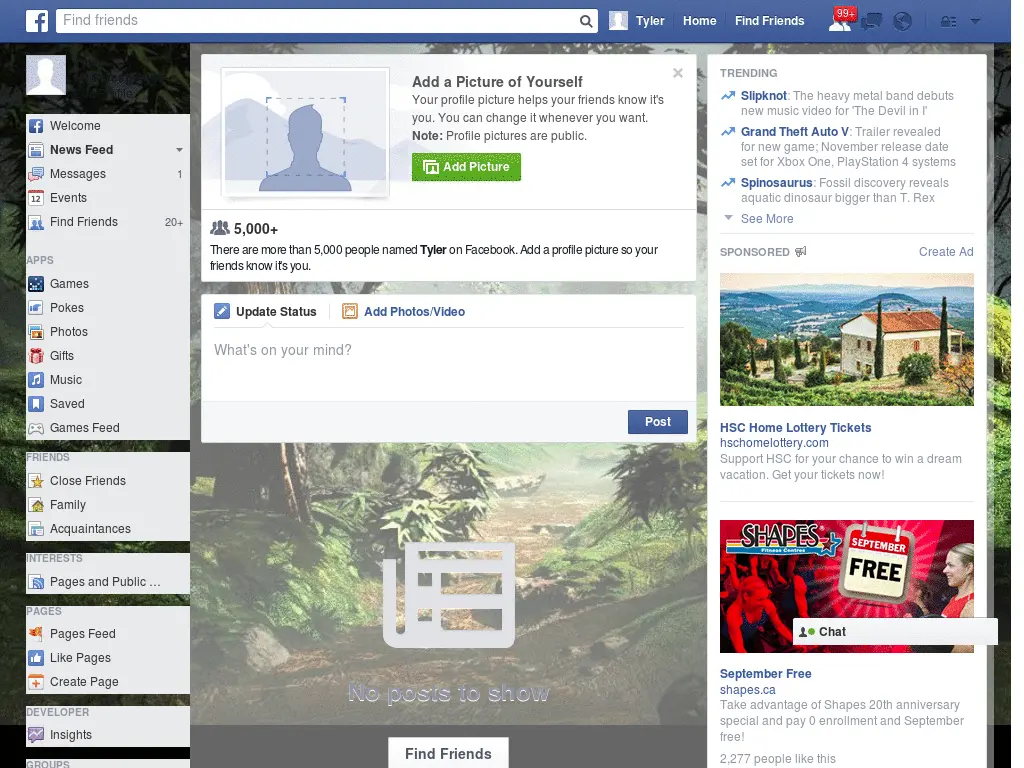 f
Find friends
Tyler
Home
Find Friends
99+
Welcome
News Feed
Messages
1
12
Events
Find Friends
20+
APPS
Games
Pokes
Photos
Gifts
Music
Saved
Games Feed
FRIENDS
Close Friends
Family
Acquaintances
INTERESTS
Pages and Public ...
PAGES
Pages Feed
Like Pages
Create Page
DEVELOPER
Insights
GROUPS
Add a Picture of Yourself
Your profile picture helps your friends know it's
you. You can change it whenever you want.
Note: Profile pictures are public.
Add Picture
5,000+
There are more than 5,000 people named Tyler on Facebook. Add a profile picture so your
friends know it's you.
Update Status
Add Photos/Video
What's on your mind?
Post
No posts to show
Find Friends
TRENDING
Slipknot: The heavy metal band debuts
new music video for 'The Devil in I'
Grand Theft Auto V: Trailer revealed
for new game; November release date
set for Xbox One, PlayStation 4 systems
Spinosaurus: Fossil discovery reveals
aquatic dinosaur bigger than T. Rex
See More
SPONSORED
Create Ad
HSC Home Lottery Tickets
hschomelottery.com
Support HSC for your chance to win a dream
vacation. Get your tickets now!
SHAPES
Fitness Centres
SEPTEMBER
FREE
Chat
September Free
shapes.ca
Take advantage of Shapes 20th anniversary
special and pay 0 enrollment and September
free!
2,277 people like this